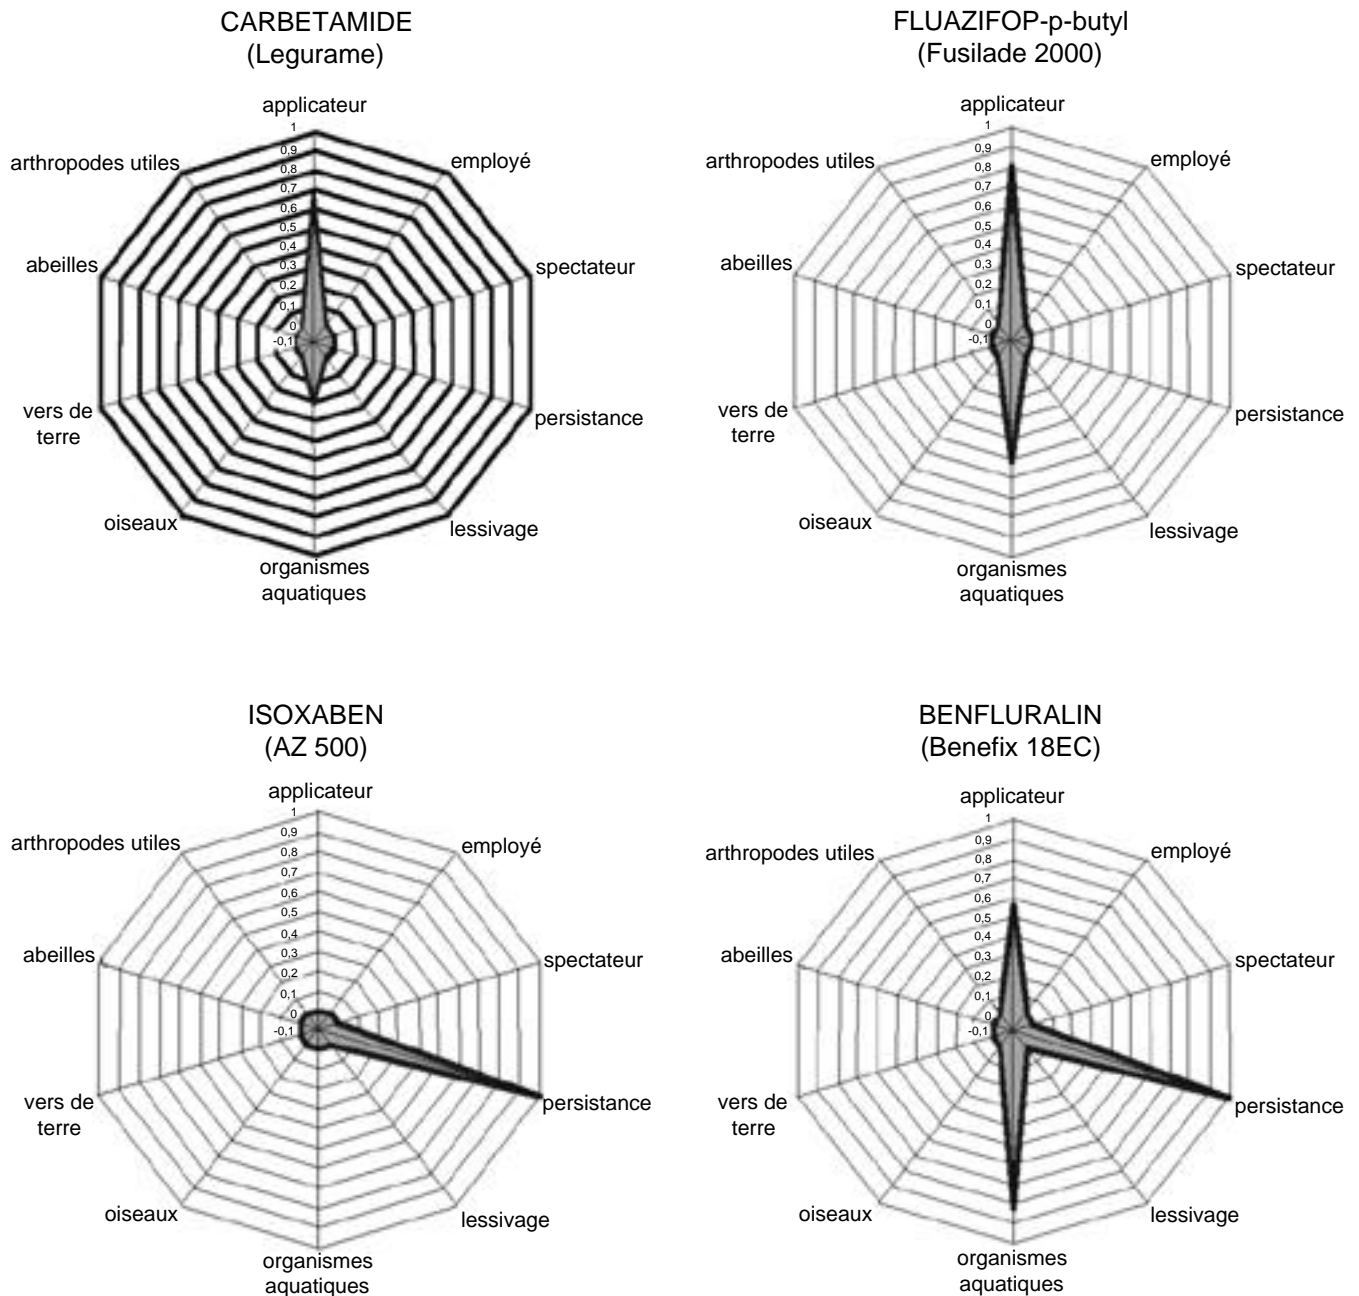 CARBETAMIDE
(Legurame)
applicateur
employé
spectateur
persistance
lessivage
organismes
aquatiques
oiseaux
vers de
terre
abeilles
arthropodes utiles
1
0,9
0,8
0,7
0,6
0,5
0,4
0,3
0,2
0,1
0
-0,1
FLUAZIFOP-p-butyl
(Fusilade 2000)
applicateur
employé
spectateur
persistance
lessivage
organismes
aquatiques
oiseaux
vers de
terre
abeilles
arthropodes utiles
1
0,9
0,8
0,7
0,6
0,5
0,4
0,3
0,2
0,1
0
-0,1
ISOXABEN
(AZ 500)
applicateur
employé
spectateur
persistance
lessivage
organismes
aquatiques
oiseaux
vers de
terre
abeilles
arthropodes utiles
1
0,9
0,8
0,7
0,6
0,5
0,4
0,3
0,2
0,1
0
-0,1
BENFLURALIN
(Benefix 18EC)
applicateur
employé
spectateur
persistance
lessivage
organismes
aquatiques
oiseaux
vers de
terre
abeilles
arthropodes utiles
1
0,9
0,8
0,7
0,6
0,5
0,4
0,3
0,2
0,1
0
-0,1